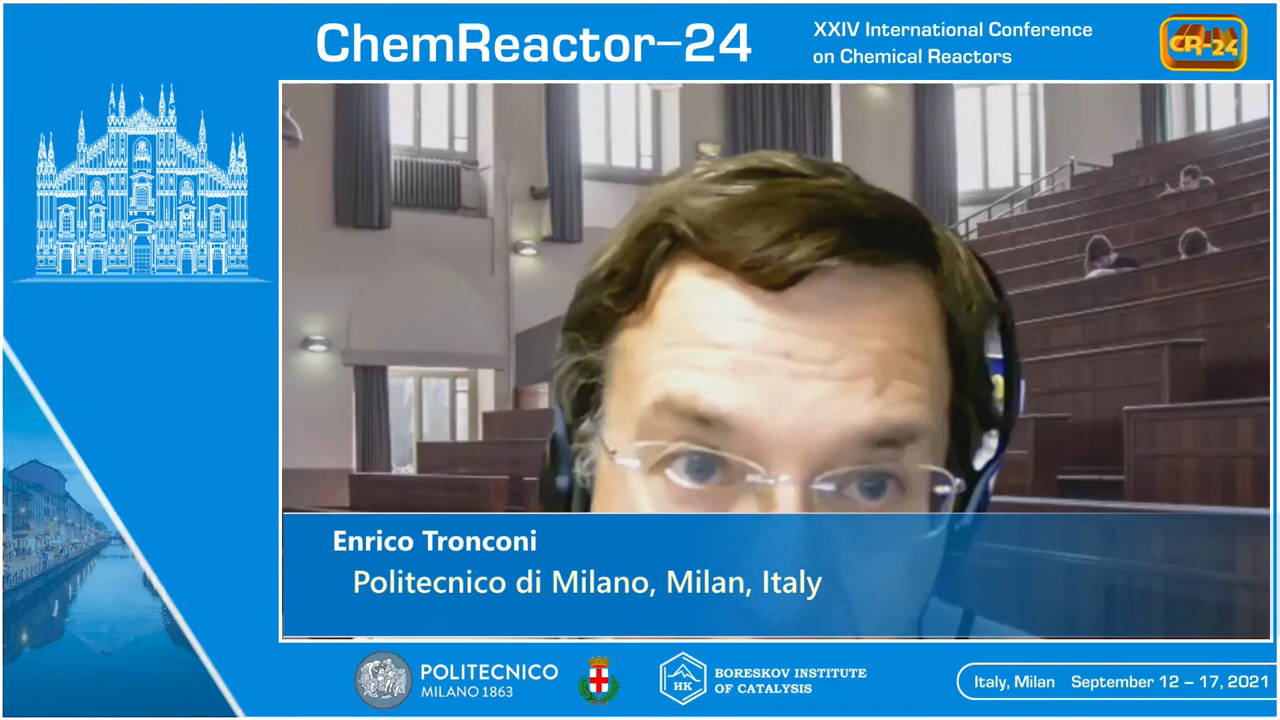 ChemReactor–24
XXIV International Conference
on Chemical Reactors
CR-24
Enrico Tronconi
Politecnico di Milano, Milan, Italy
POLITECNICO
MILANO 1863
НК
BORESKOV INSTITUTE
OF CATALYSIS
Italy, Milan September 12 – 17, 2021